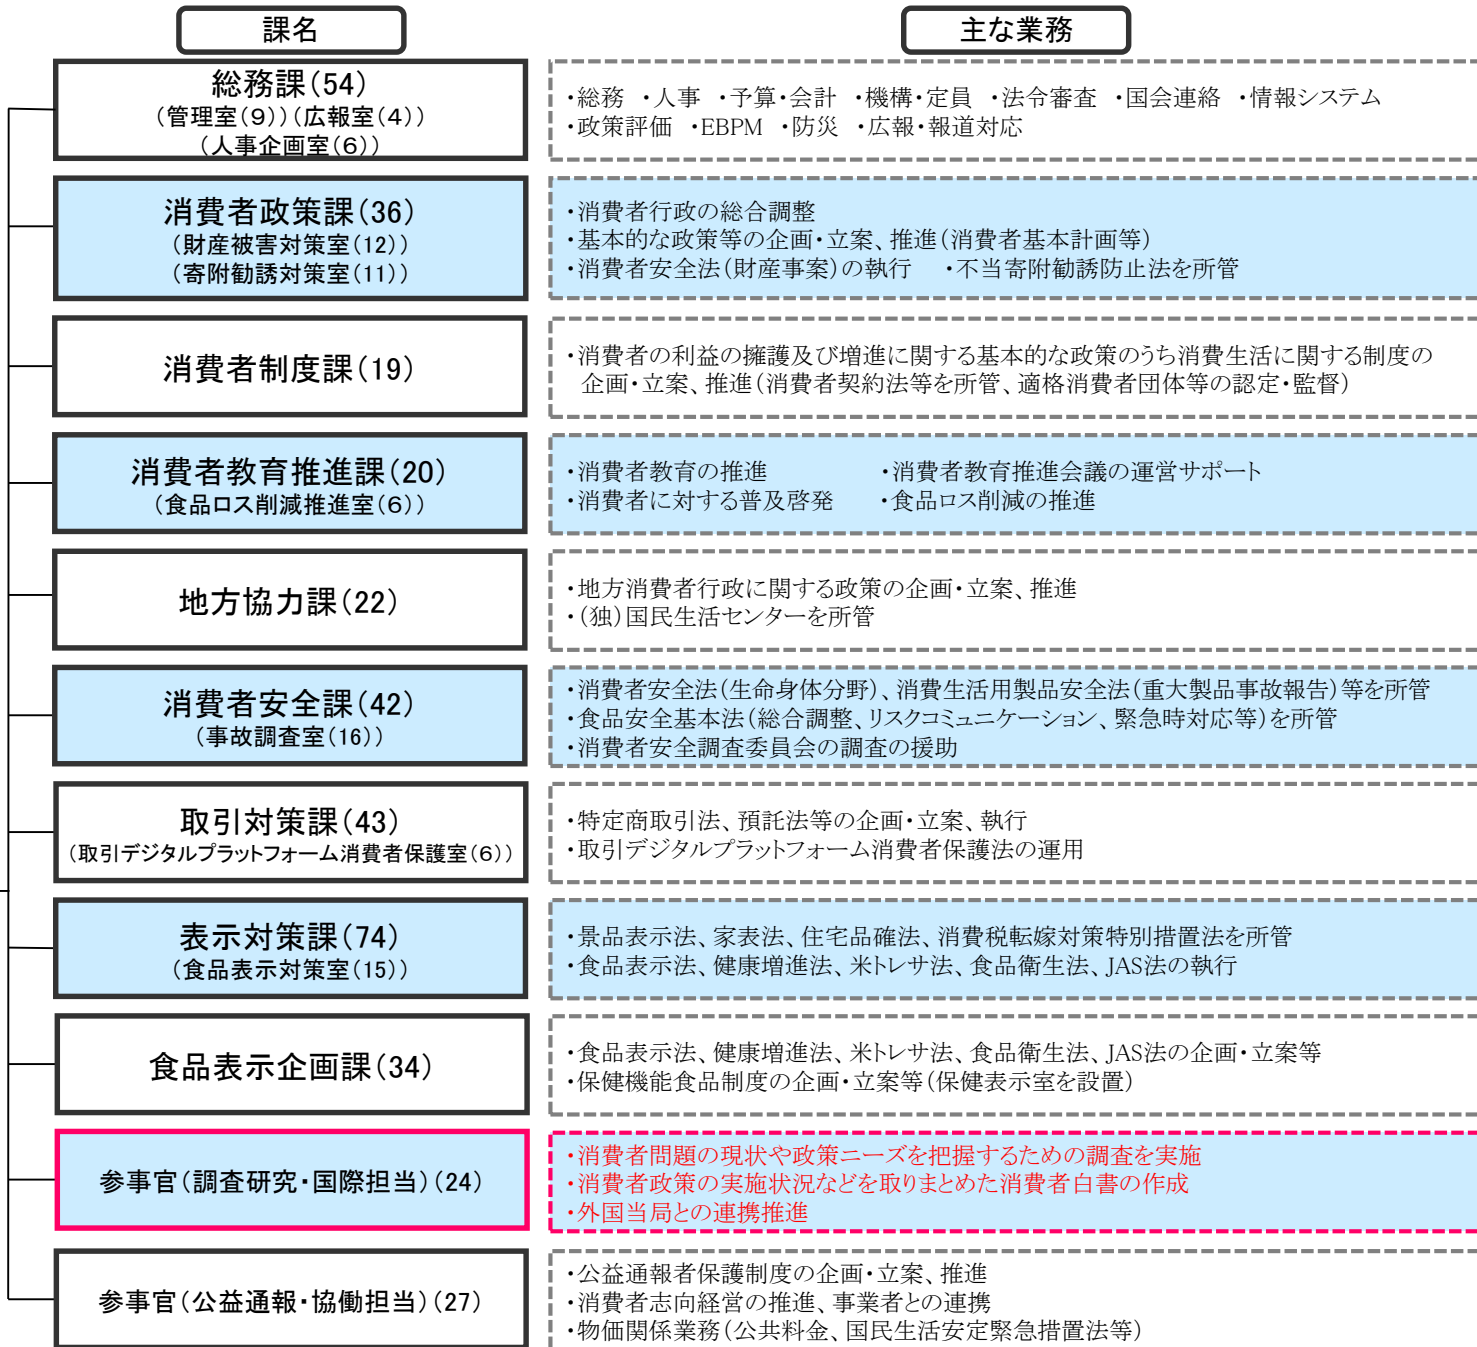 課名
主な業務
総務課(54)
(管理室(9))(広報室(4))
(人事企画室(6))
・総務 ・人事 ・予算・会計 ・機構・定員 ・法令審査 ・国会連絡 ・情報システム
・政策評価 ・EBPM ・防災 ・広報・報道対応
消費者政策課(36)
(財産被害対策室(12))
(寄附勧誘対策室(11))
・消費者行政の総合調整
・基本的な政策等の企画・立案、推進(消費者基本計画等)
・消費者安全法(財産事案)の執行 ・不当寄附勧誘防止法を所管
消費者制度課(19)
・消費者の利益の擁護及び増進に関する基本的な政策のうち消費生活に関する制度の
企画・立案、推進(消費者契約法等を所管、適格消費者団体等の認定・監督)
消費者教育推進課(20)
(食品ロス削減推進室(6))
・消費者教育の推進 ・消費者教育推進会議の運営サポート
・消費者に対する普及啓発 ・食品ロス削減の推進
地方協力課(22)
・地方消費者行政に関する政策の企画・立案、推進
・(独)国民生活センターを所管
消費者安全課(42)
(事故調査室(16))
・消費者安全法(生命身体分野)、消費生活用製品安全法(重大製品事故報告)等を所管
・食品安全基本法(総合調整、リスクコミュニケーション、緊急時対応等)を所管
・消費者安全調査委員会の調査の援助
取引対策課(43)
(取引デジタルプラットフォーム消費者保護室(6))
・特定商取引法、預託法等の企画・立案、執行
・取引デジタルプラットフォーム消費者保護法の運用
表示対策課(74)
(食品表示対策室(15))
・景品表示法、家表法、住宅品確法、消費税転嫁対策特別措置法を所管
・食品表示法、健康増進法、米トレサ法、食品衛生法、JAS法の執行
食品表示企画課(34)
・食品表示法、健康増進法、米トレサ法、食品衛生法、JAS法の企画・立案等
・保健機能食品制度の企画・立案等(保健表示室を設置)
参事官(調査研究・国際担当)(24)
・消費者問題の現状や政策ニーズを把握するための調査を実施
・消費者政策の実施状況などを取りまとめた消費者白書の作成
・外国当局との連携推進
参事官(公益通報・協働担当)(27)
・公益通報者保護制度の企画・立案、推進
・消費者志向経営の推進、事業者との連携
・物価関係業務(公共料金、国民生活安定緊急措置法等)